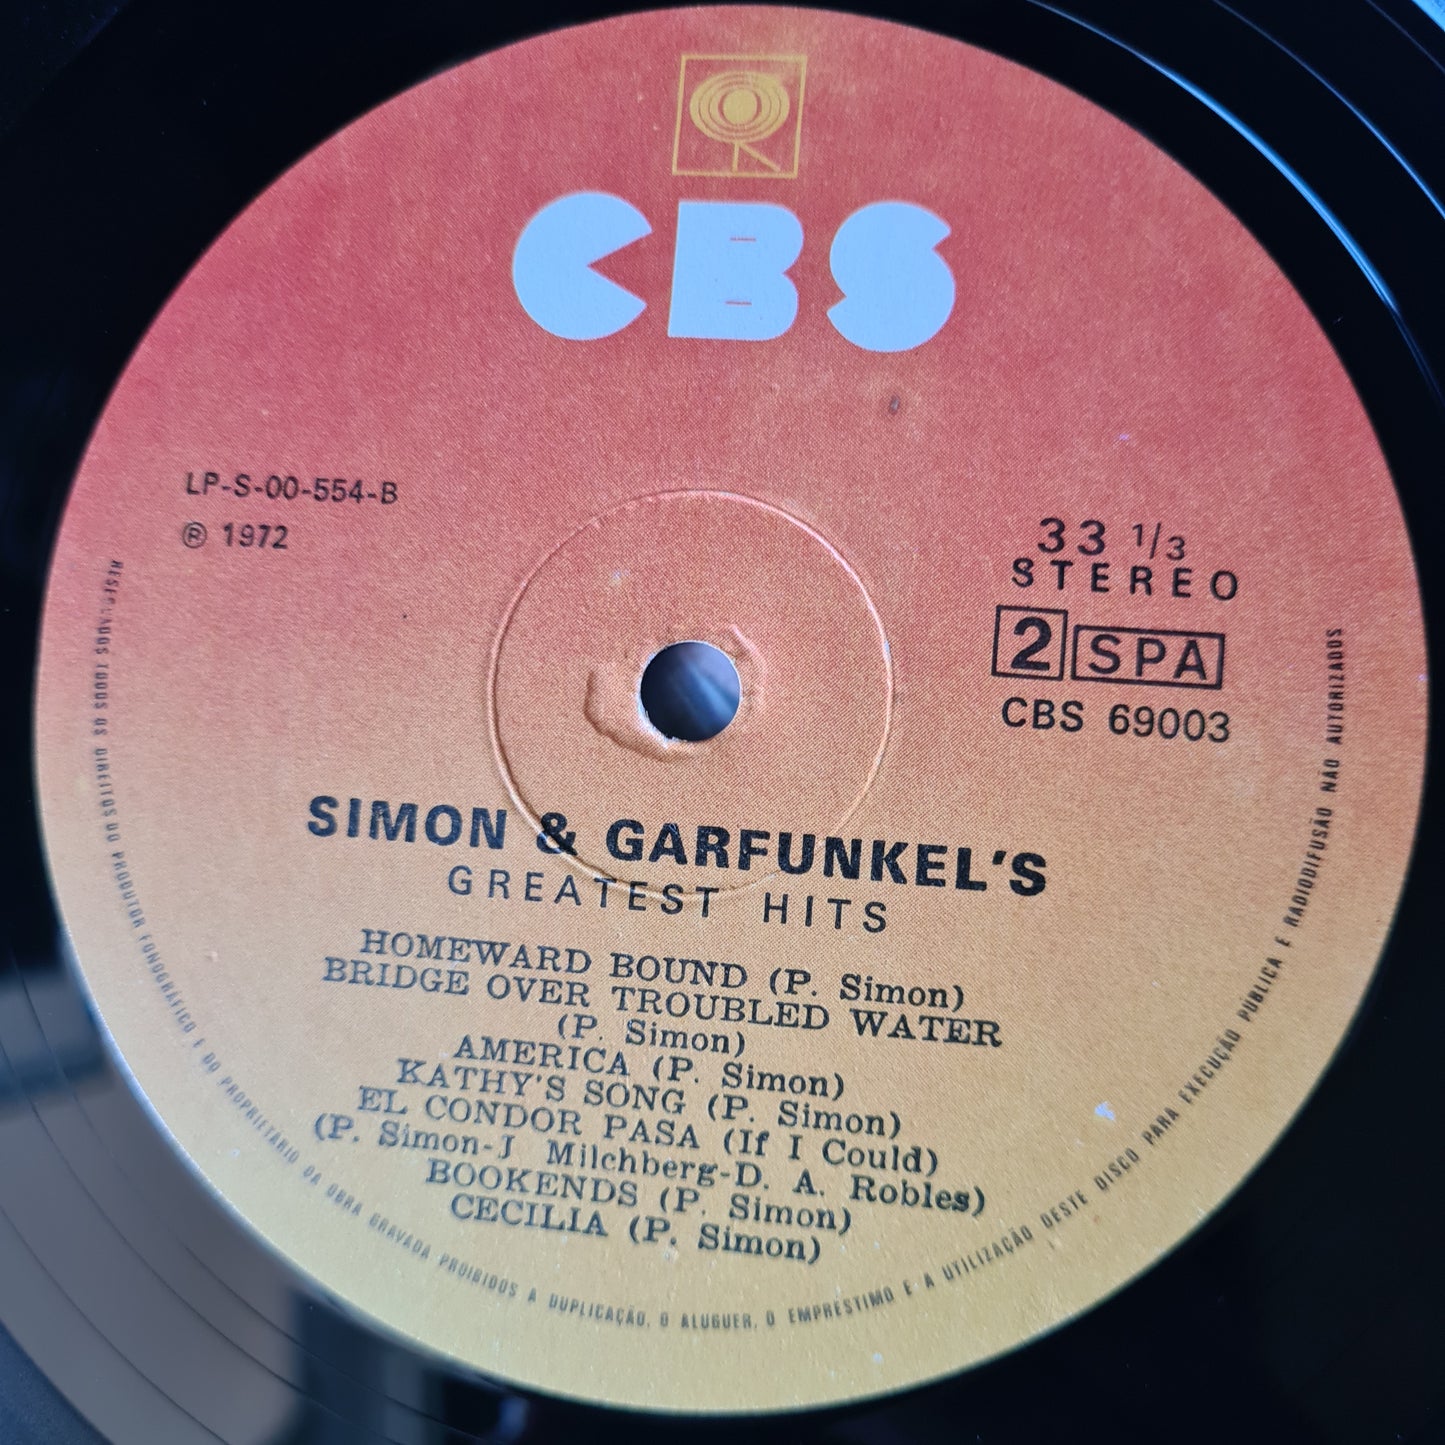 CBS
LP-S-00-554-B
℗ 1972
33 1/3
STEREO
2 SPA
CBS 69003
SIMON & GARFUNKEL'S
GREATEST HITS
HOMEWARD BOUND (P. Simon)
BRIDGE OVER TROUBLED WATER
(P. Simon)
AMERICA (P. Simon)
KATHY'S SONG (P. Simon)
EL CONDOR PASA (If I Could)
(P. Simon-J Milchberg-D. A. Robles)
BOOKENDS (P. Simon)
CECILIA (P. Simon)
RESERVADOS TODOS OS DIREITOS DO PRODUTOR FONOGRÁFICO E DO PROPRIETÁRIO DA OBRA GRAVADA PROIBIDOS A DUPLICAÇÃO, O ALUGUER, O EMPRÉSTIMO E A UTILIZAÇÃO DESTE DISCO PARA EXECUÇÃO PÚBLICA E RADIODIFUSÃO NÃO AUTORIZADOS